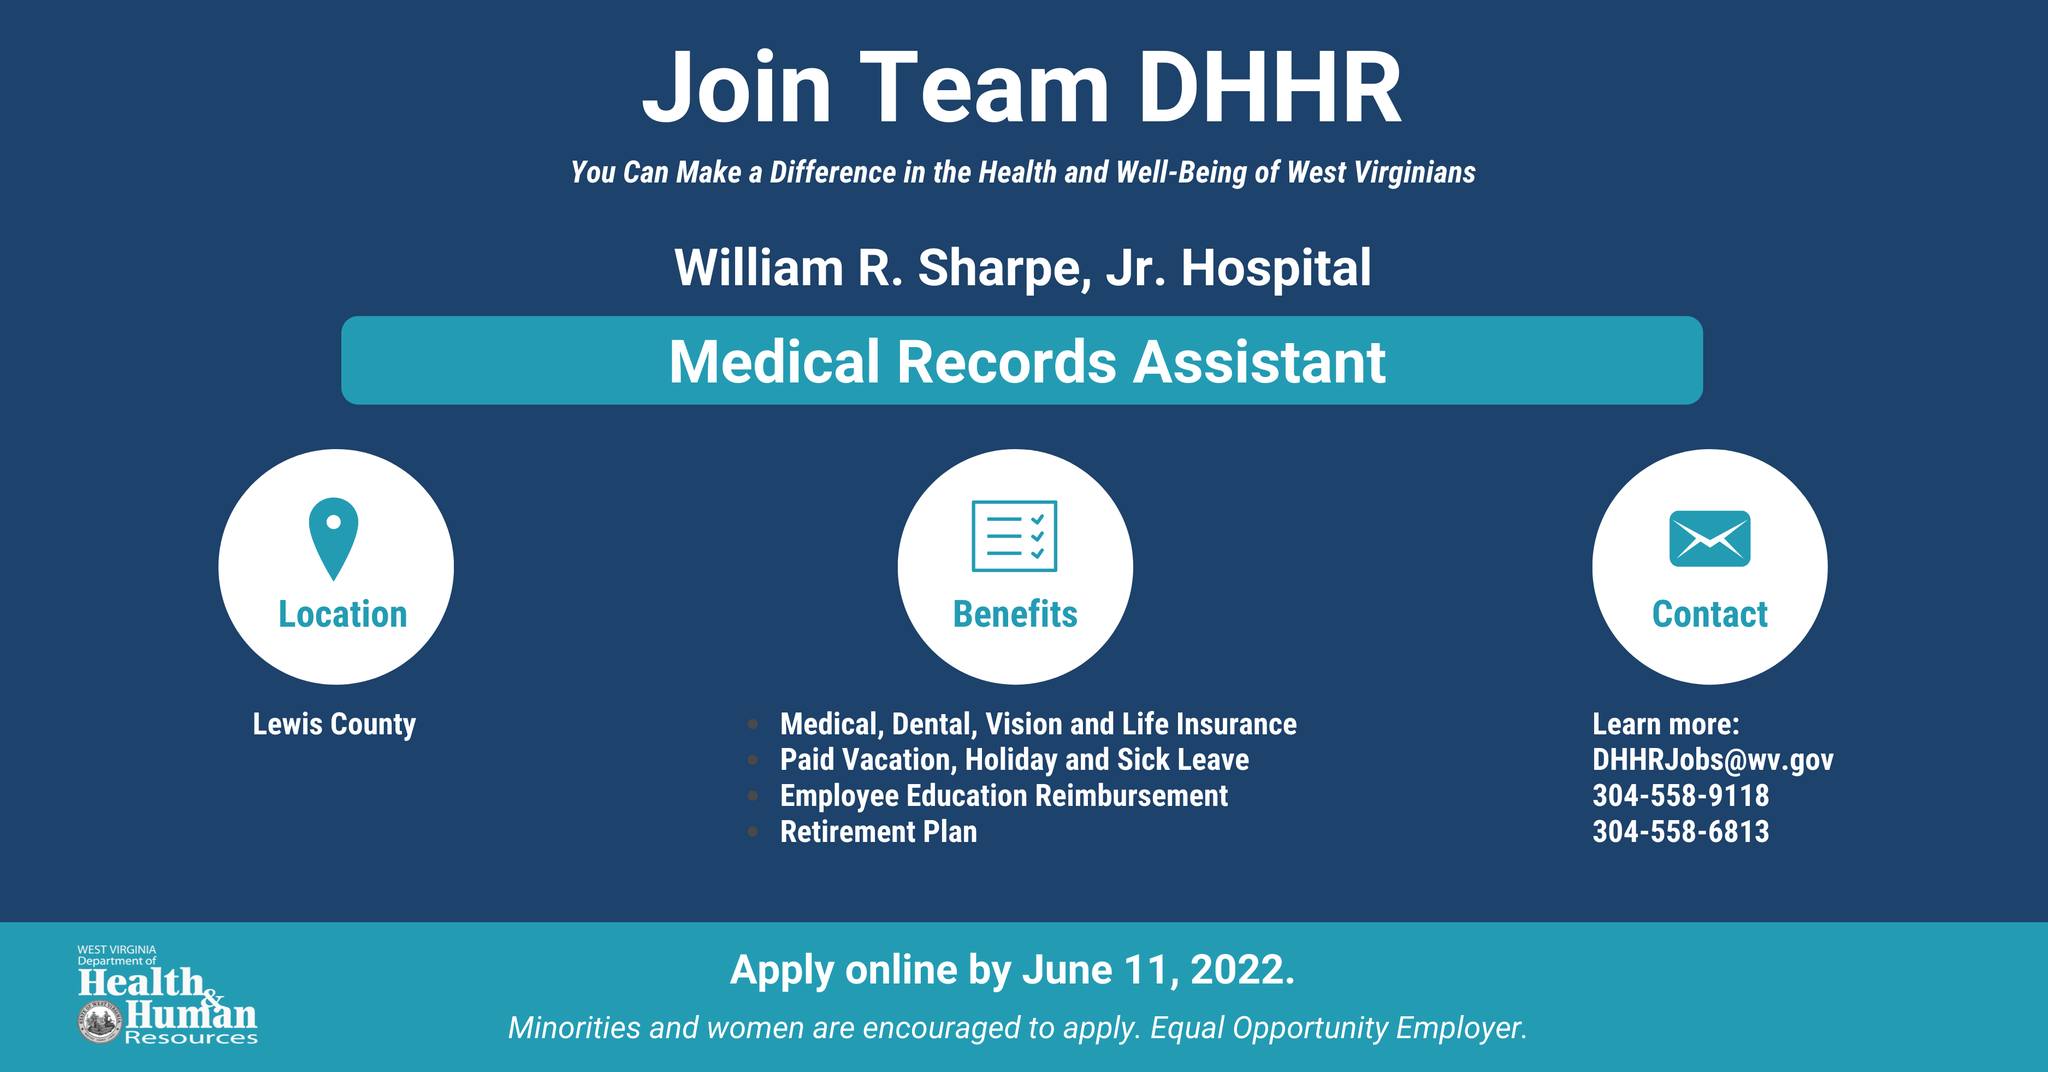 Join Team DHHR
You Can Make a Difference in the Health and Well-Being of West Virginians
William R. Sharpe, Jr. Hospital
Medical Records Assistant
Location
Lewis County
Benefits
Medical, Dental, Vision and Life Insurance
Paid Vacation, Holiday and Sick Leave
Employee Education Reimbursement
Retirement Plan
Contact
Learn more:
DHHRJobs@wv.gov
304-558-9118
304-558-6813
WEST VIRGINIA
Department of
Health
&
Human
Resources
Apply online by June 11, 2022.
Minorities and women are encouraged to apply. Equal Opportunity Employer.